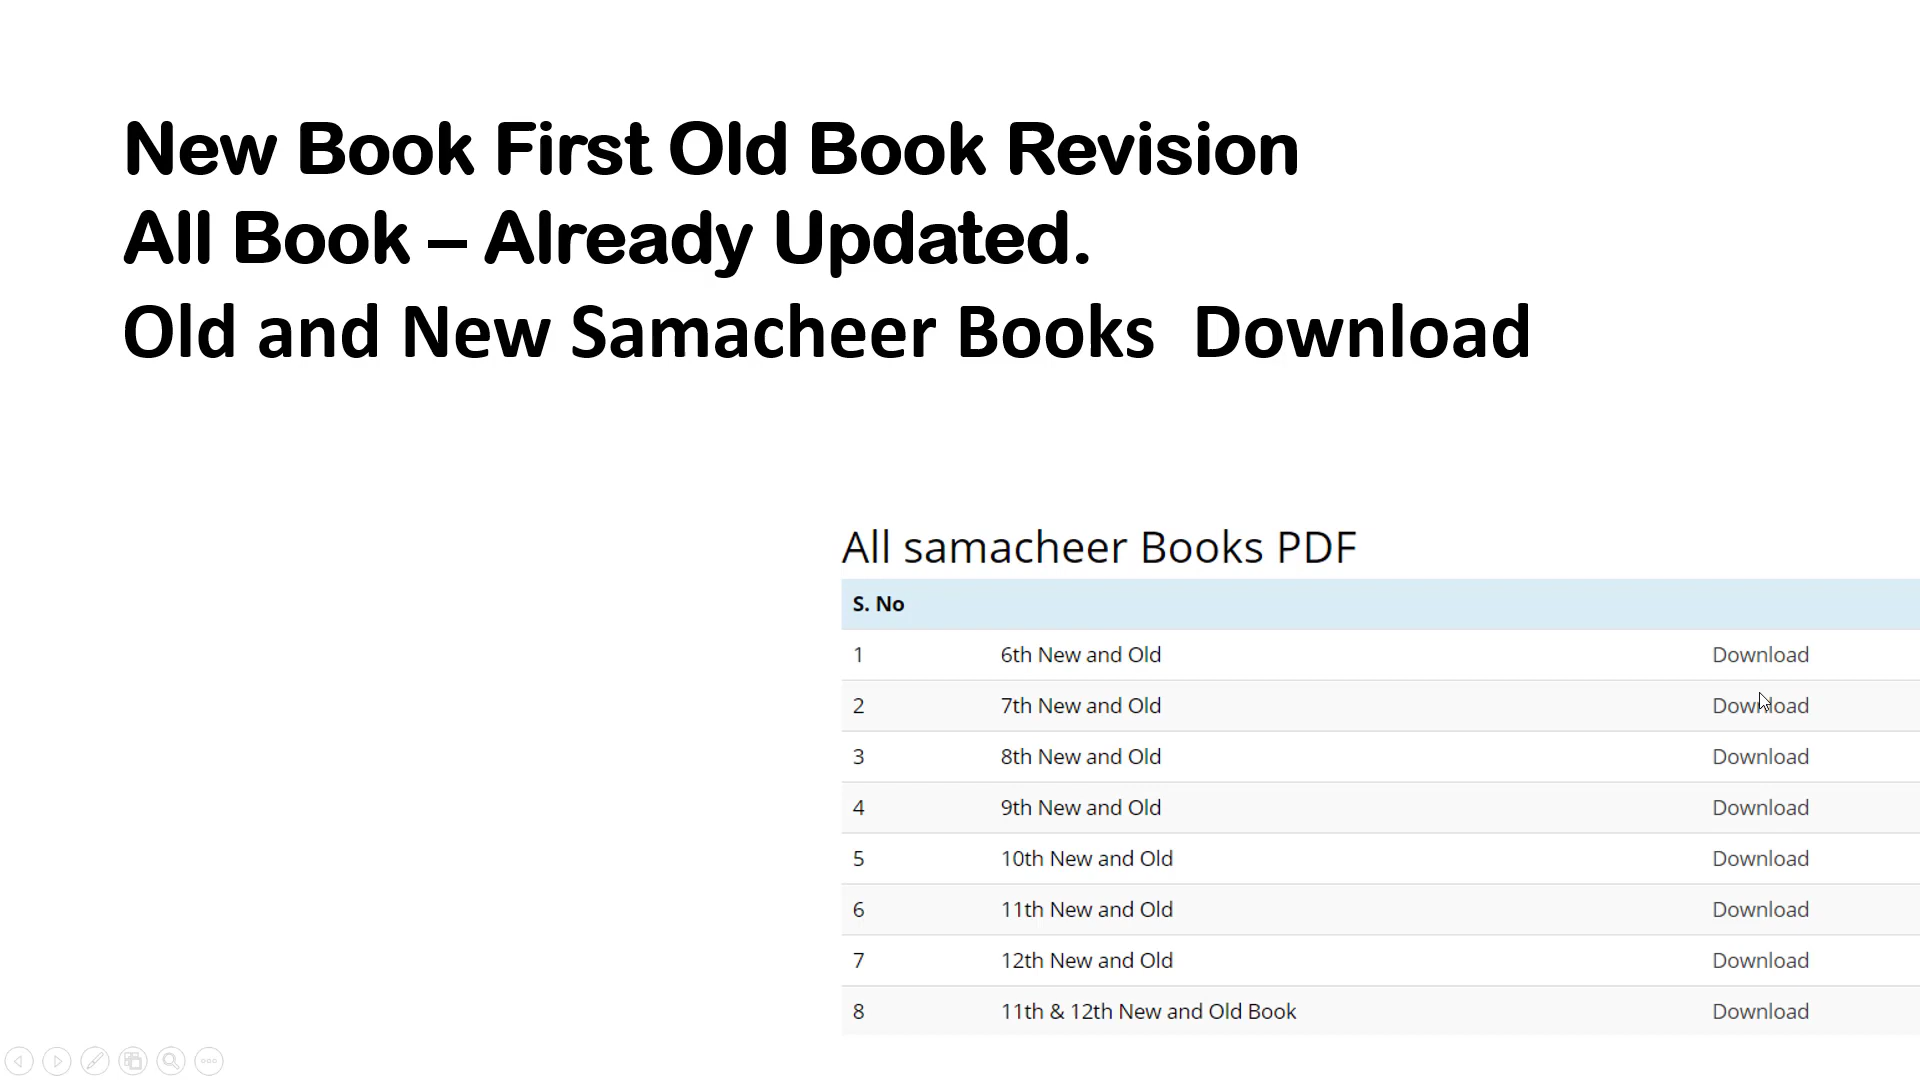 New Book First Old Book Revision
All Book – Already Updated.
Old and New Samacheer Books Download
All samacheer Books PDF
S. No
1 6th New and Old Download
2 7th New and Old Download
3 8th New and Old Download
4 9th New and Old Download
5 10th New and Old Download
6 11th New and Old Download
7 12th New and Old Download
8 11th & 12th New and Old Book Download